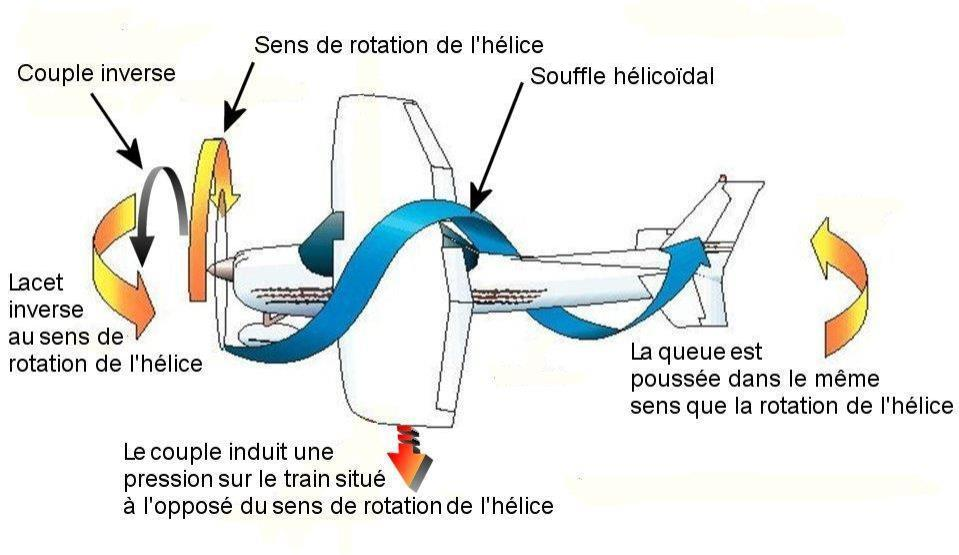 Sens de rotation de l'hélice
Couple inverse
Souffle hélicoïdal
Lacet
inverse
au sens de
rotation de l'hélice
La queue est
poussée dans le même
sens que la rotation de l'hélice
Le couple induit une
pression sur le train situé
à l'opposé du sens de rotation de l'hélice